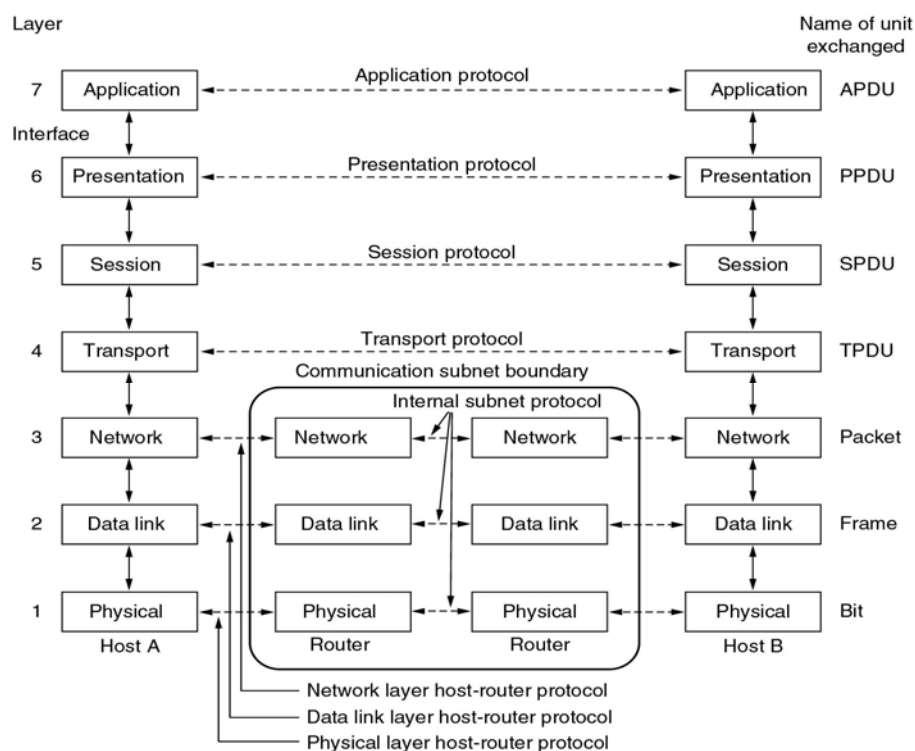 Layer
Name of unit
exchanged
7 Application Application protocol Application APDU
Interface
6 Presentation Presentation protocol Presentation PPDU
5 Session Session protocol Session SPDU
4 Transport Transport protocol Transport TPDU
Communication subnet boundary
Internal subnet protocol
3 Network Network Network Network Packet
2 Data link Data link Data link Data link Frame
1 Physical Physical Physical Physical Bit
Host A Router Router Host B
Network layer host-router protocol
Data link layer host-router protocol
Physical layer host-router protocol